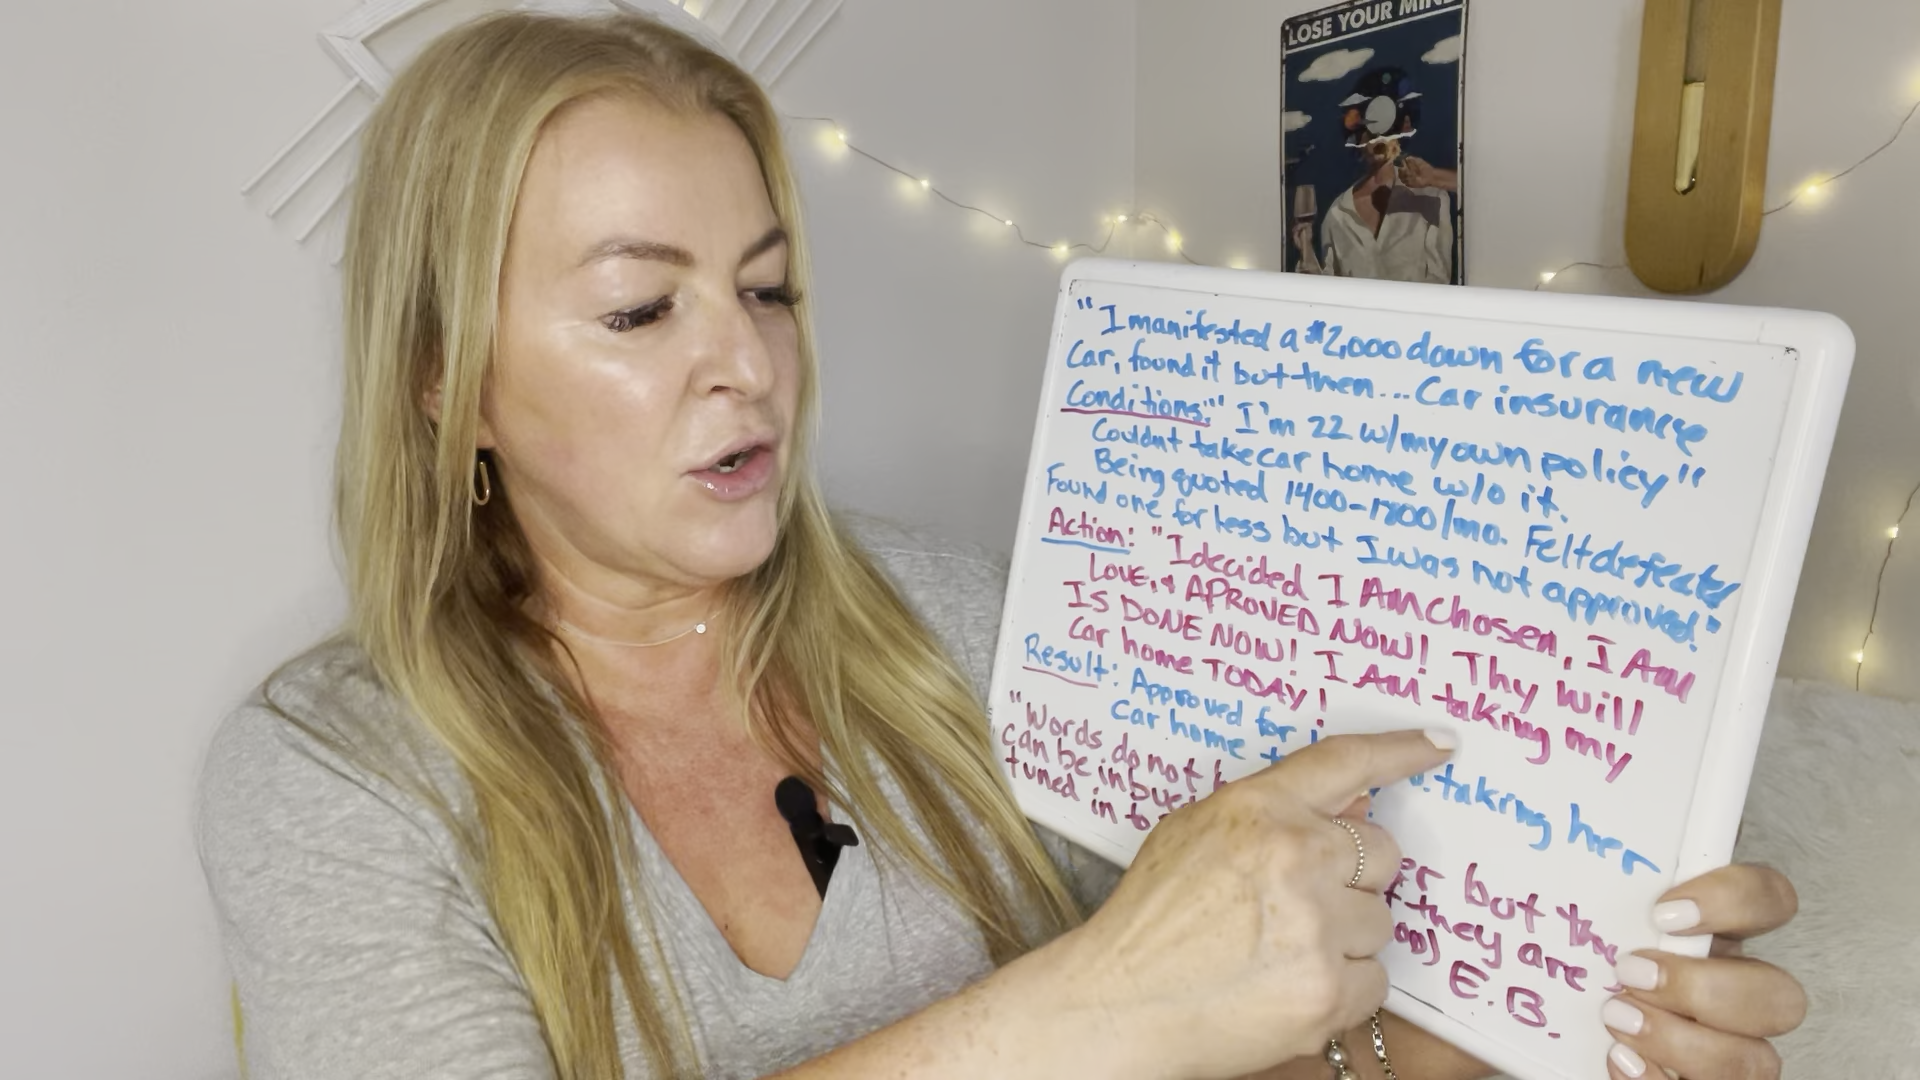 LOSE YOUR MIND
"I manifested a $2,000 down for a new
Car, found it but then... Car insurance
Conditions:" I'm 22 w/my own policy"
Couldnt take car home w/o it.
Being quoted 1400-1800/mo. Felt defeated
Found one for less but I was not approved."
Action: "I decided I Am Chosen, I Am
LOVE, & APROVED NOW! Thy Will
IS DONE NOW! I Am taking my
Car home TODAY!
Result: Approved for taking her
Car home
"Words do not er but they
can be inbued they are
tuned in to
E.B.